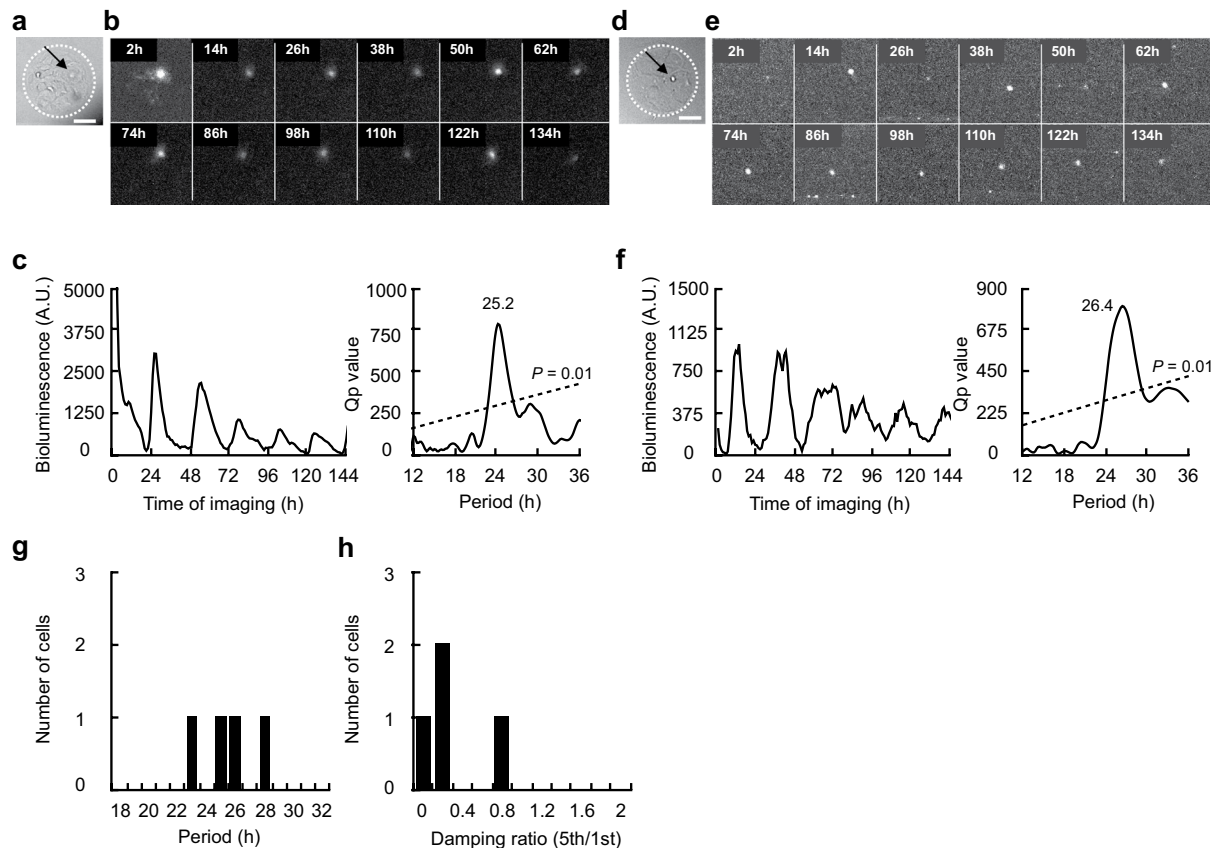 a b d e
2h 14h 26h 38h 50h 62h
74h 86h 98h 110h 122h 134h
2h 14h 26h 38h 50h 62h
74h 86h 98h 110h 122h 134h
c
Bioluminescence (A.U.)
5000
3750
2500
1250
0
0 24 48 72 96 120 144
Time of imaging (h)
Qp value
1000
750
500
250
0
25.2
P = 0.01
12 18 24 30 36
Period (h)
f
Bioluminescence (A.U.)
1500
1125
750
375
0
0 24 48 72 96 120 144
Time of imaging (h)
Qp value
900
675
450
225
0
26.4
P = 0.01
12 18 24 30 36
Period (h)
g
Number of cells
3
2
1
0
18 20 22 24 26 28 30 32
Period (h)
h
Number of cells
3
2
1
0
0 0.4 0.8 1.2 1.6 2
Damping ratio (5th/1st)